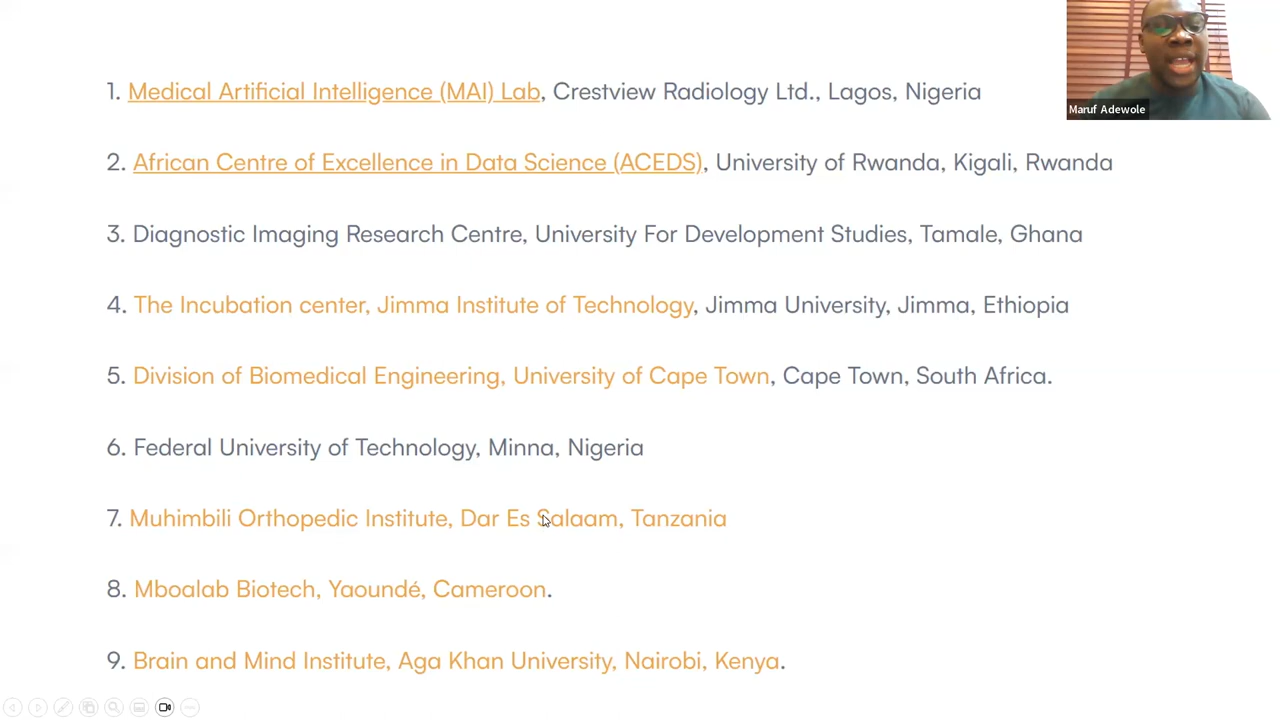 1. Medical Artificial Intelligence (MAI) Lab, Crestview Radiology Ltd., Lagos, Nigeria
Maruf Adewole
2. African Centre of Excellence in Data Science (ACEDS), University of Rwanda, Kigali, Rwanda
3. Diagnostic Imaging Research Centre, University For Development Studies, Tamale, Ghana
4. The Incubation center, Jimma Institute of Technology, Jimma University, Jimma, Ethiopia
5. Division of Biomedical Engineering, University of Cape Town, Cape Town, South Africa.
6. Federal University of Technology, Minna, Nigeria
7. Muhimbili Orthopedic Institute, Dar Es Salaam, Tanzania
8. Mboalab Biotech, Yaoundé, Cameroon.
9. Brain and Mind Institute, Aga Khan University, Nairobi, Kenya.